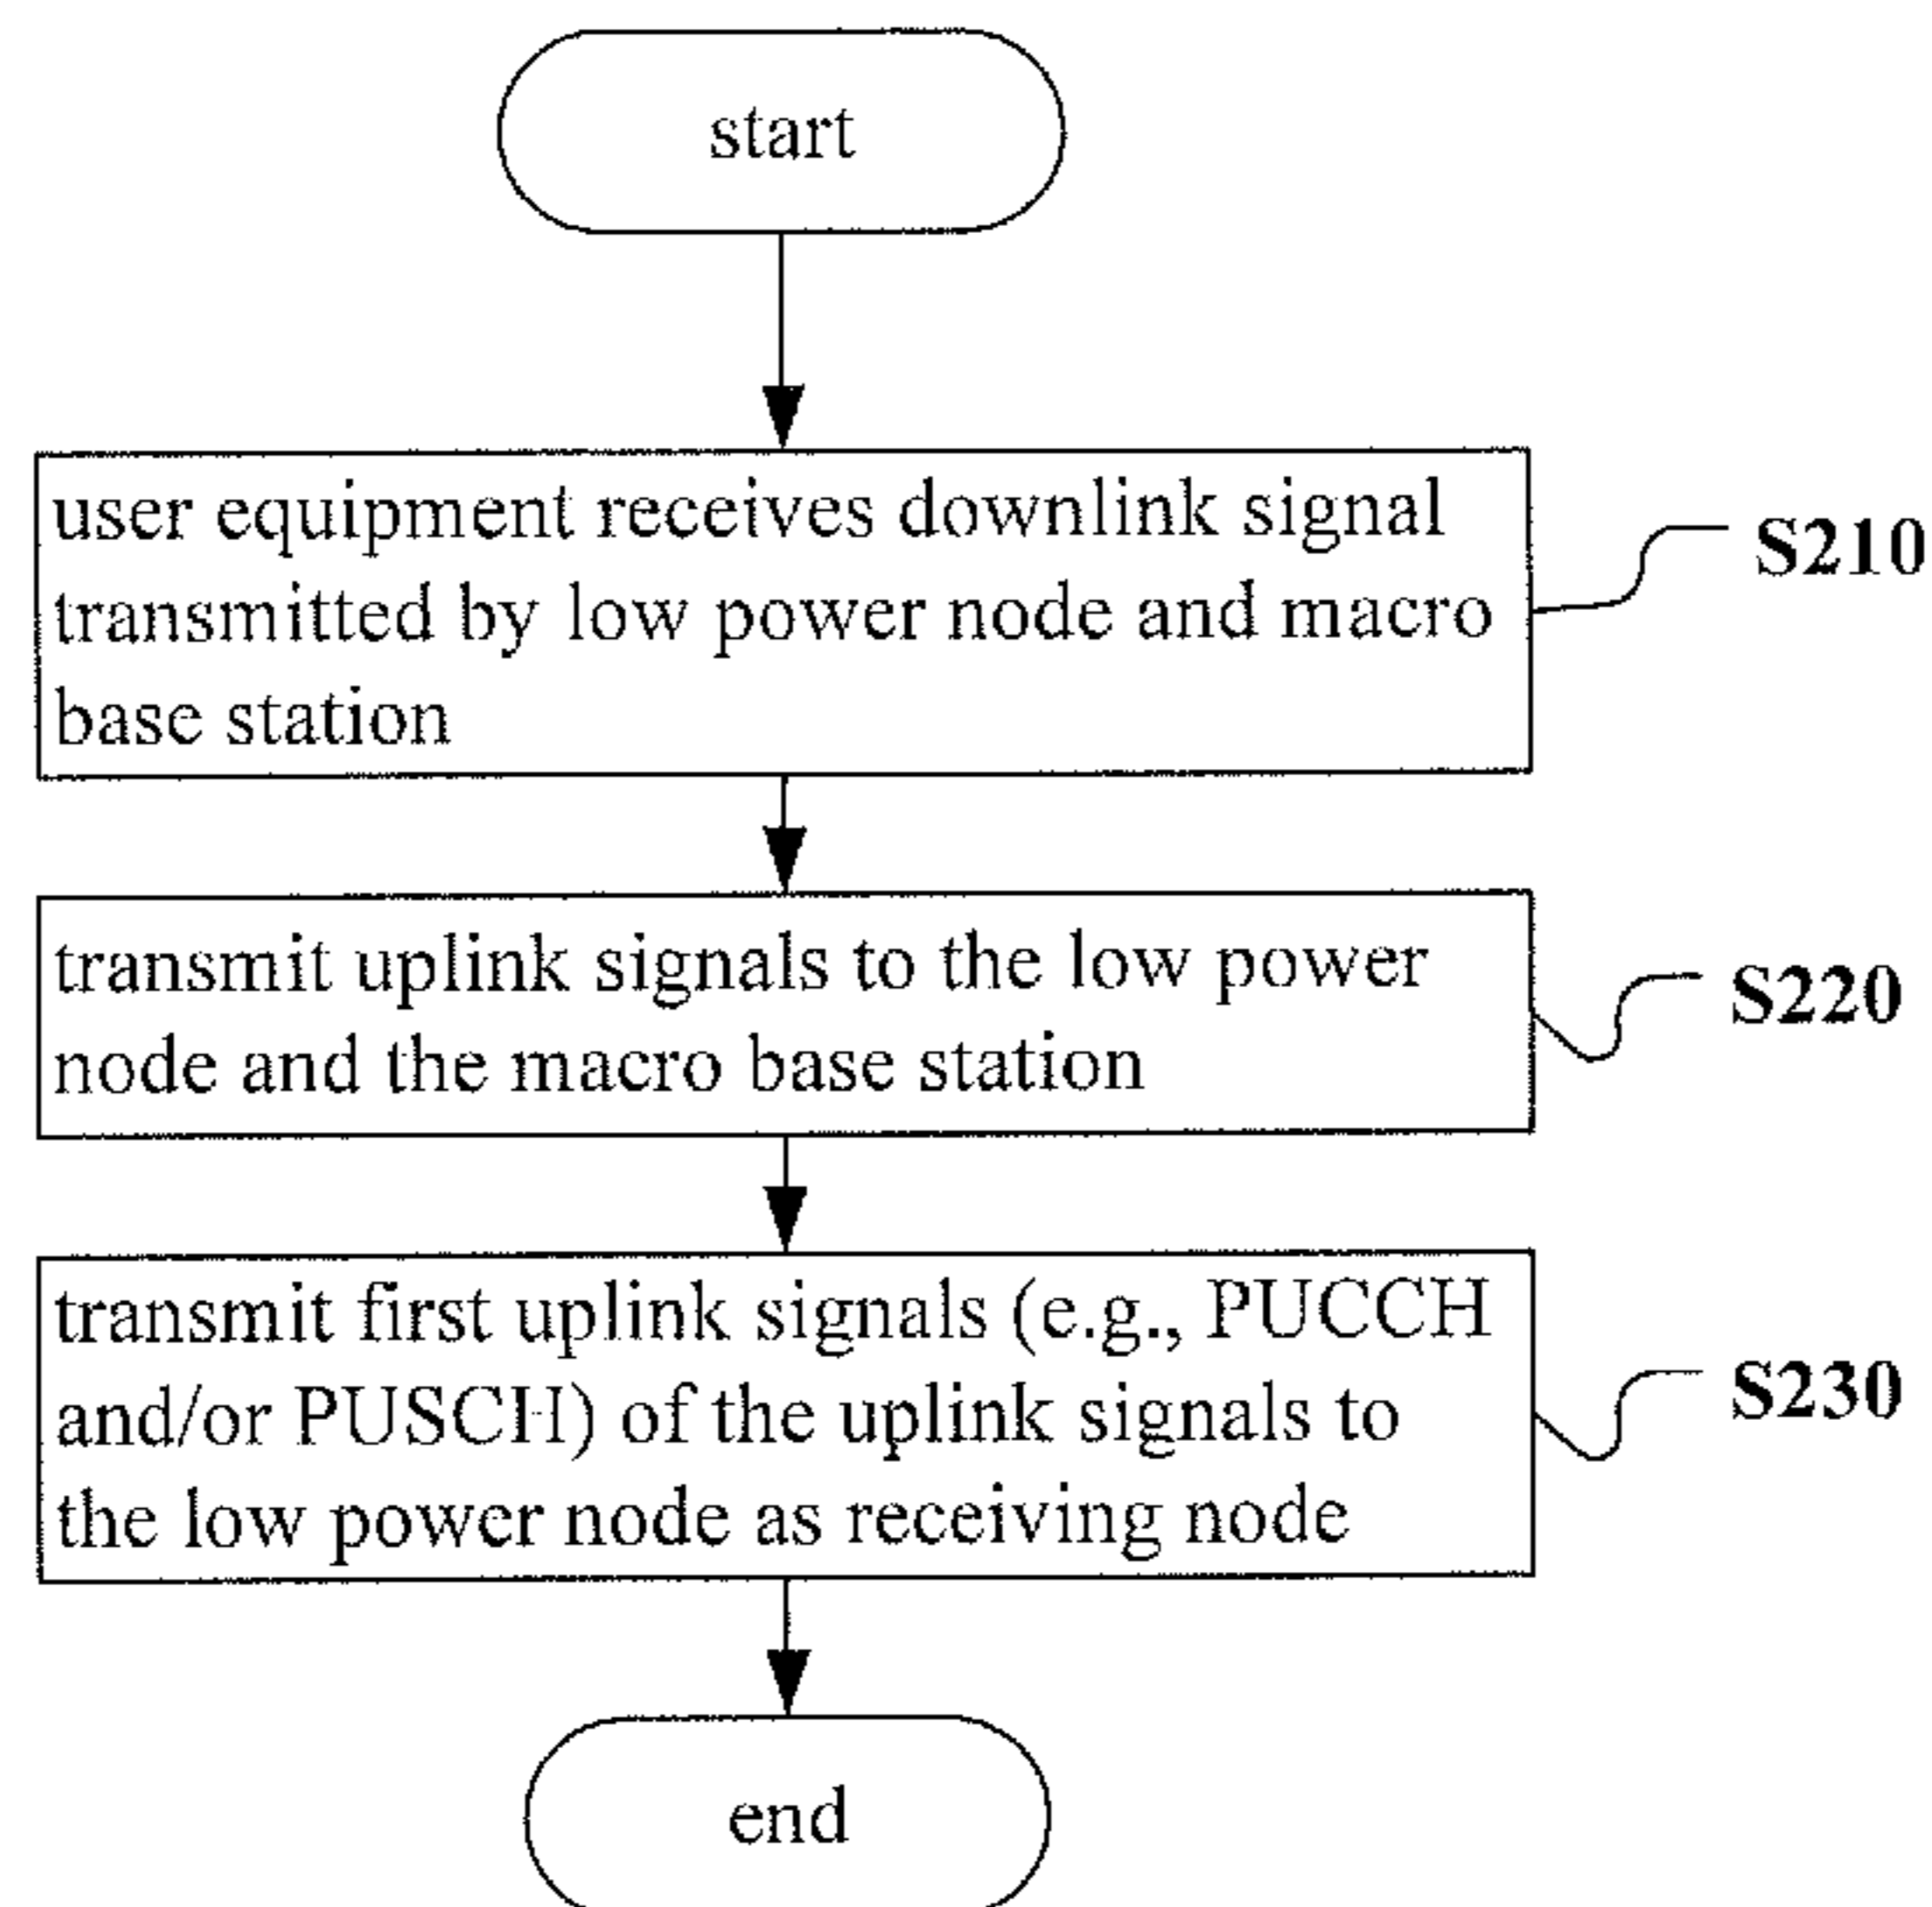 start
user equipment receives downlink signal
transmitted by low power node and macro
base station
S210
transmit uplink signals to the low power
node and the macro base station
S220
transmit first uplink signals (e.g., PUCCH
and/or PUSCH) of the uplink signals to
the low power node as receiving node
S230
end